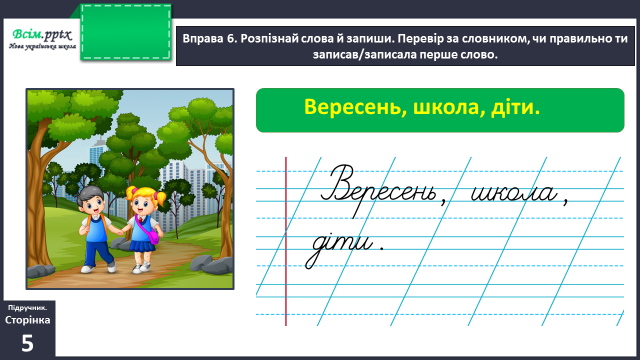 Всім.pptx
Нова українська школа
Вправа 6. Розпізнай слова й запиши. Перевір за словником, чи правильно ти
записав/записала перше слово.
Вересень, школа, діти.
Вересень, школа,
діти.
Підручник.
Сторінка
5